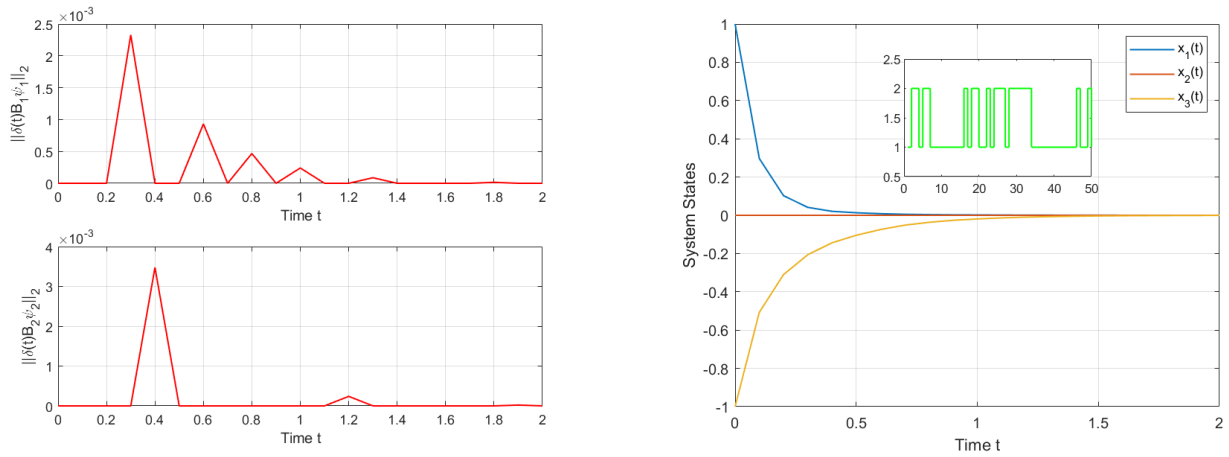 ×10⁻³
2.5
2
1.5
1
0.5
0
||δ(t)B₁ψ₁||₂
0 0.2 0.4 0.6 0.8 1 1.2 1.4 1.6 1.8 2
Time t
×10⁻³
4
3
2
1
0
||δ(t)B₂ψ₂||₂
0 0.2 0.4 0.6 0.8 1 1.2 1.4 1.6 1.8 2
Time t
1
0.8
0.6
0.4
0.2
0
-0.2
-0.4
-0.6
-0.8
-1
System States
x₁(t)
x₂(t)
x₃(t)
2.5
2
1.5
1
0.5
0 10 20 30 40 50
0 0.5 1 1.5 2
Time t